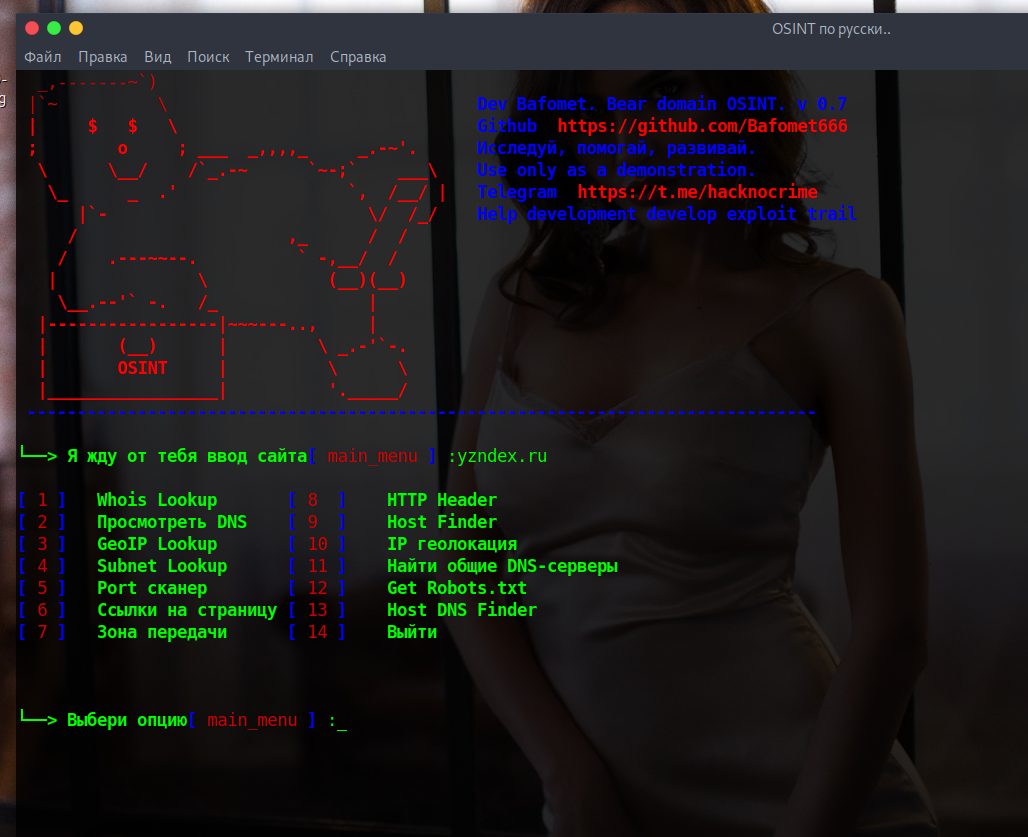 OSINT по русски..
Файл Правка Вид Поиск Терминал Справка
g
Dev Bafomet. Bear domain OSINT. v 0.7
Github https://github.com/Bafomet666
Исследуй, помогай, развивай.
Use only as a demonstration.
Telegram https://t.me/hacknocrime
Help development develop exploit trail
OSINT
└──> Я жду от тебя ввод сайта[ main_menu ] :yzndex.ru
[ 1 ] Whois Lookup [ 8 ] HTTP Header
[ 2 ] Просмотреть DNS [ 9 ] Host Finder
[ 3 ] GeoIP Lookup [ 10 ] IP геолокация
[ 4 ] Subnet Lookup [ 11 ] Найти общие DNS-серверы
[ 5 ] Port сканер [ 12 ] Get Robots.txt
[ 6 ] Ссылки на страницу [ 13 ] Host DNS Finder
[ 7 ] Зона передачи [ 14 ] Выйти
└──> Выбери опцию[ main_menu ] :_